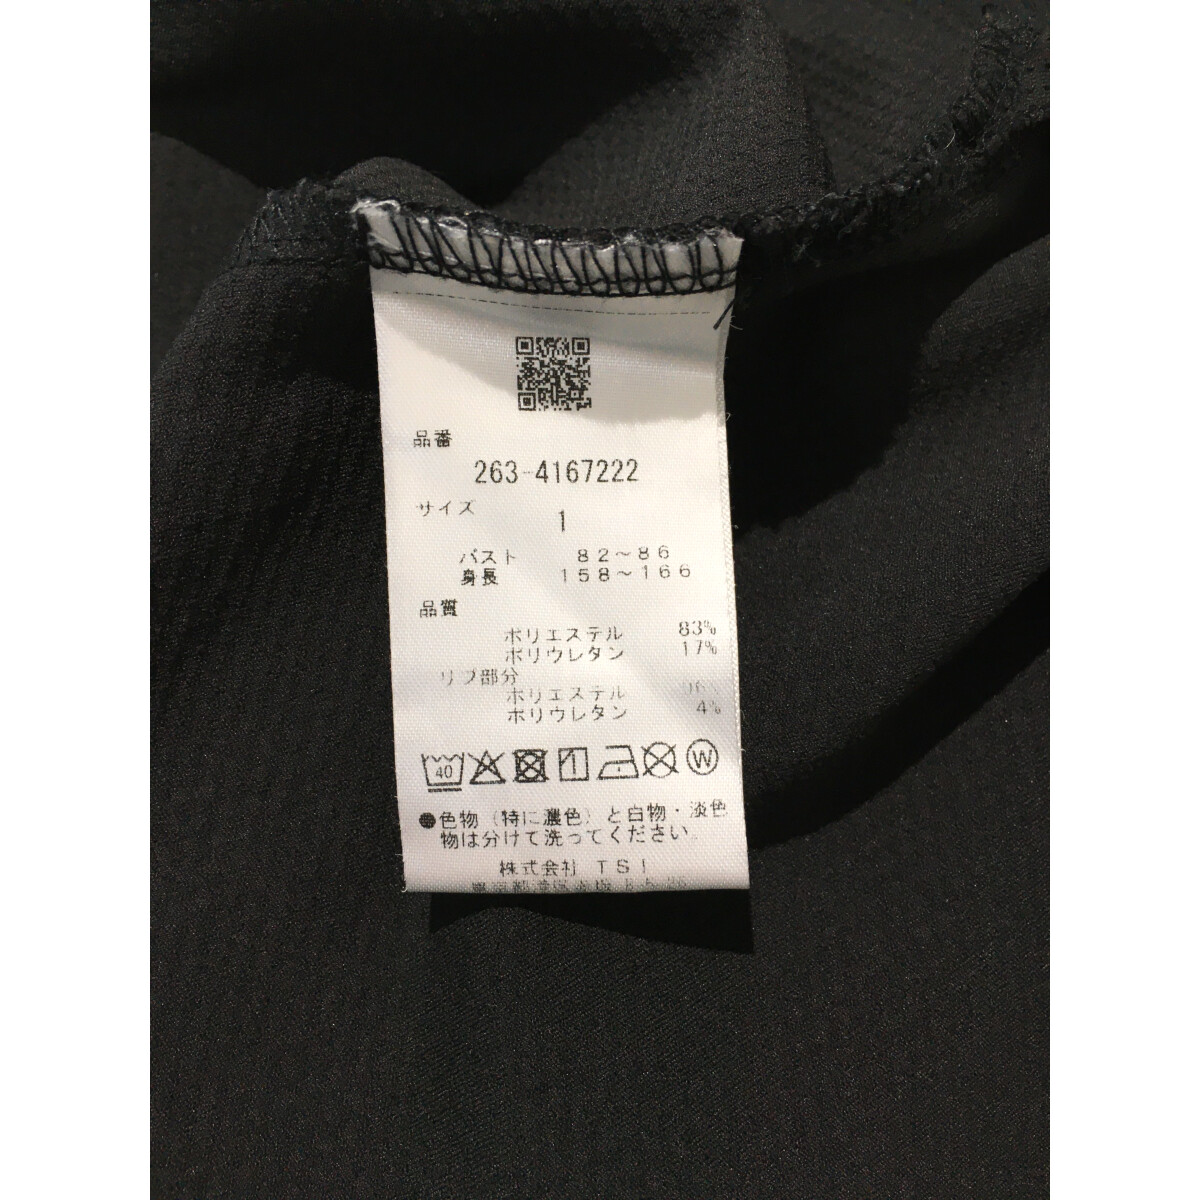 品番
263-4167222
サイズ
1
バスト 82～86
身長 158～166
品質
ポリエステル 83%
ポリウレタン 17%
リブ部分
ポリエステル 96%
ポリウレタン 4%
40 W
●色物(特に濃色)と白物・淡色
物は分けて洗ってください。
株式会社 TSI